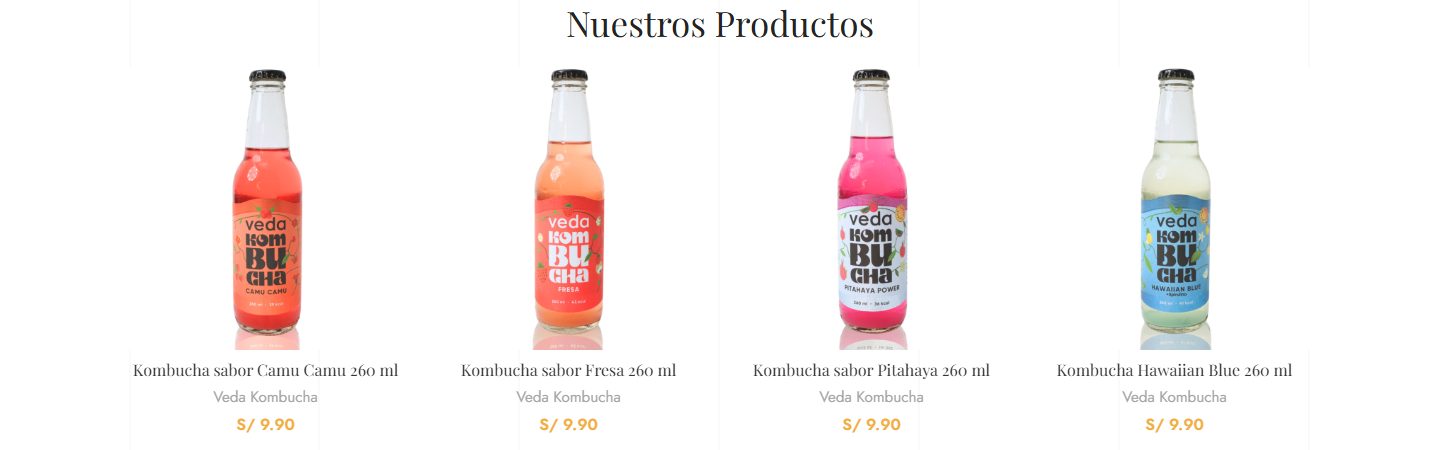 Nuestros Productos
veda
Kom
BU
CHa
CAMU CAMU
veda
Kom
BU
CHa
FRESA
veda
Kom
BU
CHa
PITAHAYA POWER
veda
Kom
BU
CHa
HAWAIIAN BLUE
Kombucha sabor Camu Camu 260 ml
Kombucha sabor Fresa 260 ml
Kombucha sabor Pitahaya 260 ml
Kombucha Hawaiian Blue 260 ml
Veda Kombucha
Veda Kombucha
Veda Kombucha
Veda Kombucha
S/ 9.90
S/ 9.90
S/ 9.90
S/ 9.90